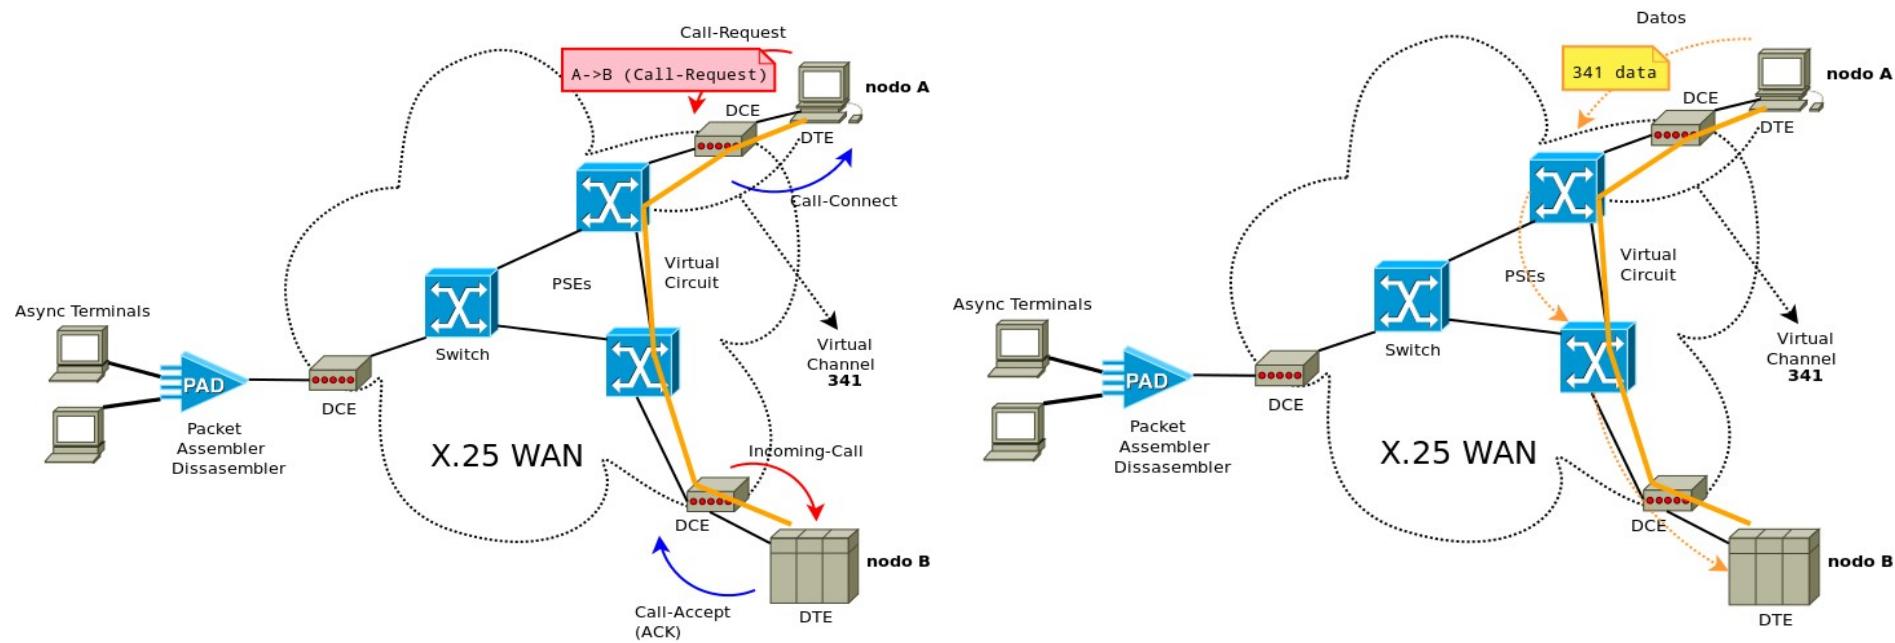 Call-Request
A->B (Call-Request)
nodo A
DCE
DTE
Call-Connect
Virtual
Circuit
PSEs
Async Terminals
Switch
Virtual
Channel
341
PAD
DCE
Packet
Assembler
Dissasembler
X.25 WAN
Incoming-Call
DCE
nodo B
Call-Accept
(ACK)
DTE
Datos
341 data
nodo A
DCE
DTE
Virtual
Circuit
PSEs
Async Terminals
Switch
Virtual
Channel
341
PAD
DCE
Packet
Assembler
Dissasembler
X.25 WAN
DCE
nodo B
DTE